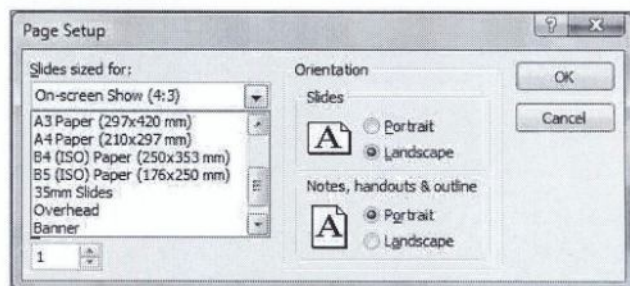 Page Setup
Slides sized for:
On-screen Show (4:3)
A3 Paper (297x420 mm)
A4 Paper (210x297 mm)
B4 (ISO) Paper (250x353 mm)
B5 (ISO) Paper (176x250 mm)
35mm Slides
Overhead
Banner
1
Orientation
Slides
A
Portrait
Landscape
Notes, handouts & outline
A
Portrait
Landscape
OK
Cancel